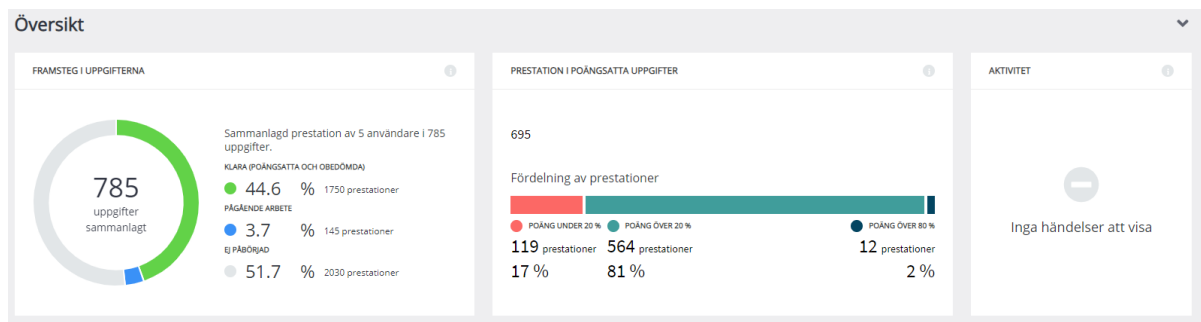 Översikt
FRAMSTEG I UPPGIFTERNA
785
uppgifter
sammanlagt
Sammanlagd prestation av 5 användare i 785
uppgifter.
KLARA (POÄNGSATTA OCH OBEDÖMDA)
44.6 % 1750 prestationer
PÅGÅENDE ARBETE
3.7 % 145 prestationer
EJ PÅBÖRJAD
51.7 % 2030 prestationer
PRESTATION I POÄNGSATTA UPPGIFTER
695
Fördelning av prestationer
POÄNG UNDER 20 % POÄNG ÖVER 20 % POÄNG ÖVER 80 %
119 prestationer 564 prestationer 12 prestationer
17 % 81 % 2 %
AKTIVITET
Inga händelser att visa